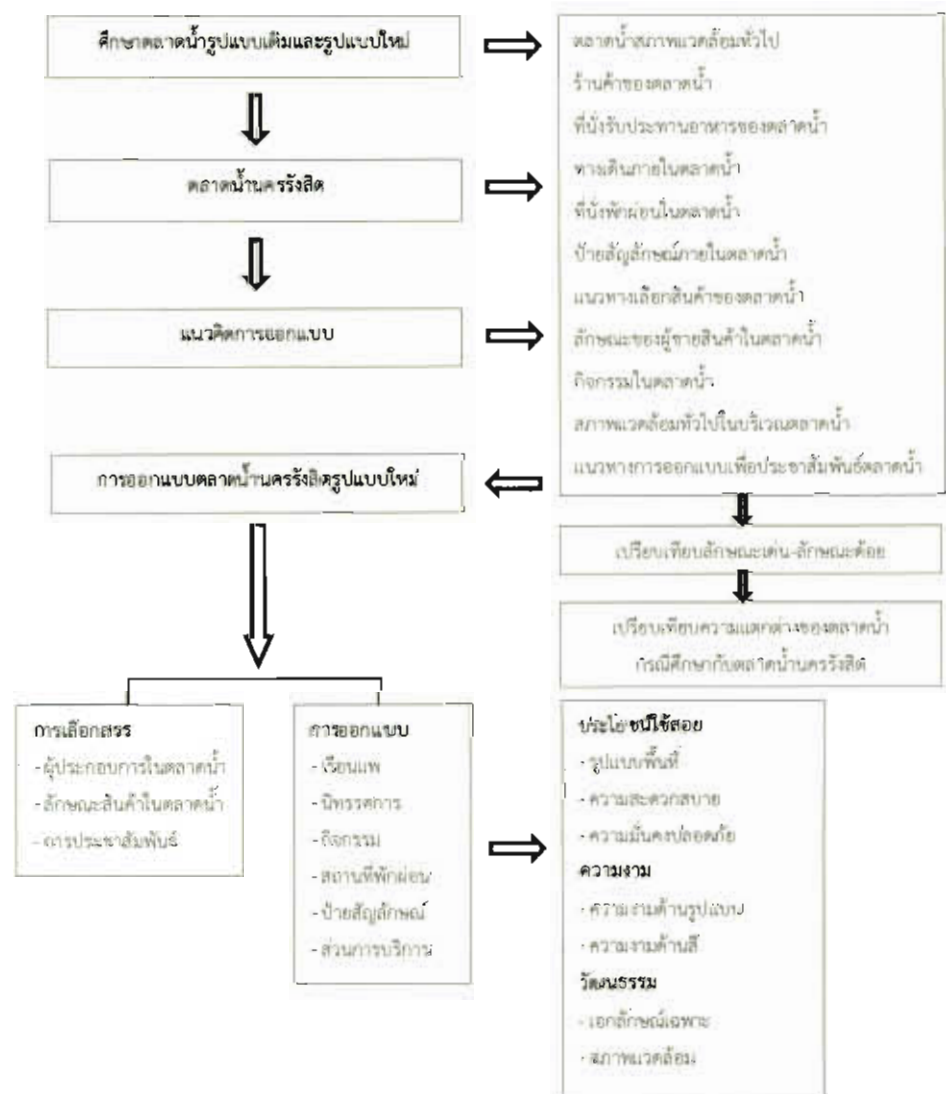 ศึกษาตลาดน้ำรูปแบบเดิมและรูปแบบใหม่
ตลาดน้ำนครรังสิต
แนวคิดการออกแบบ
การออกแบบตลาดน้ำนครรังสิตรูปแบบใหม่
ตลาดน้ำสภาพแวดล้อมทั่วไป
ร้านค้าของตลาดน้ำ
ที่นั่งรับประทานอาหารของตลาดน้ำ
ทางเดินภายในตลาดน้ำ
ที่นั่งพักผ่อนในตลาดน้ำ
ป้ายสัญลักษณ์ภายในตลาดน้ำ
แนวทางเลือกสินค้าของตลาดน้ำ
ลักษณะของผู้ขายสินค้าในตลาดน้ำ
กิจกรรมในตลาดน้ำ
สภาพแวดล้อมทั่วไปในบริเวณตลาดน้ำ
แนวทางการออกแบบเพื่อประชาสัมพันธ์ตลาดน้ำ
เปรียบเทียบลักษณะเด่น-ลักษณะด้อย
เปรียบเทียบความแตกต่างของตลาดน้ำ
กรณีศึกษากับตลาดน้ำนครรังสิต
การเลือกสรร
- ผู้ประกอบการในตลาดน้ำ
- ลักษณะสินค้าในตลาดน้ำ
- การประชาสัมพันธ์
การออกแบบ
- เรือนแพ
- นิทรรศการ
- กิจกรรม
- สถานที่พักผ่อน
- ป้ายสัญลักษณ์
- ส่วนการบริการ
ประโยชน์ใช้สอย
- รูปแบบพื้นที่
- ความสะดวกสบาย
- ความมั่นคงปลอดภัย
ความงาม
- ความงามด้านรูปแบบ
- ความงามด้านสี
วัฒนธรรม
- เอกลักษณ์เฉพาะ
- สภาพแวดล้อม